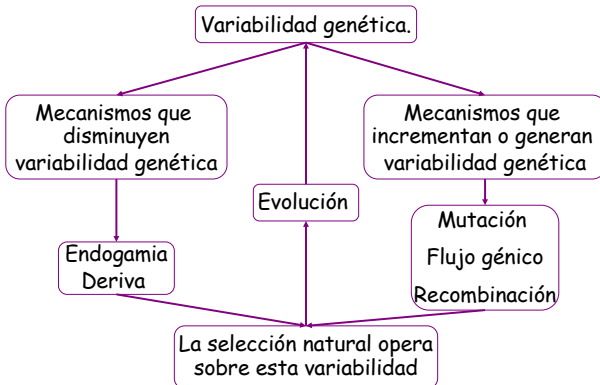 Variabilidad genética.
Mecanismos que
disminuyen
variabilidad genética
Mecanismos que
incrementan o generan
variabilidad genética
Evolución
Endogamia
Deriva
Mutación
Flujo génico
Recombinación
La selección natural opera
sobre esta variabilidad